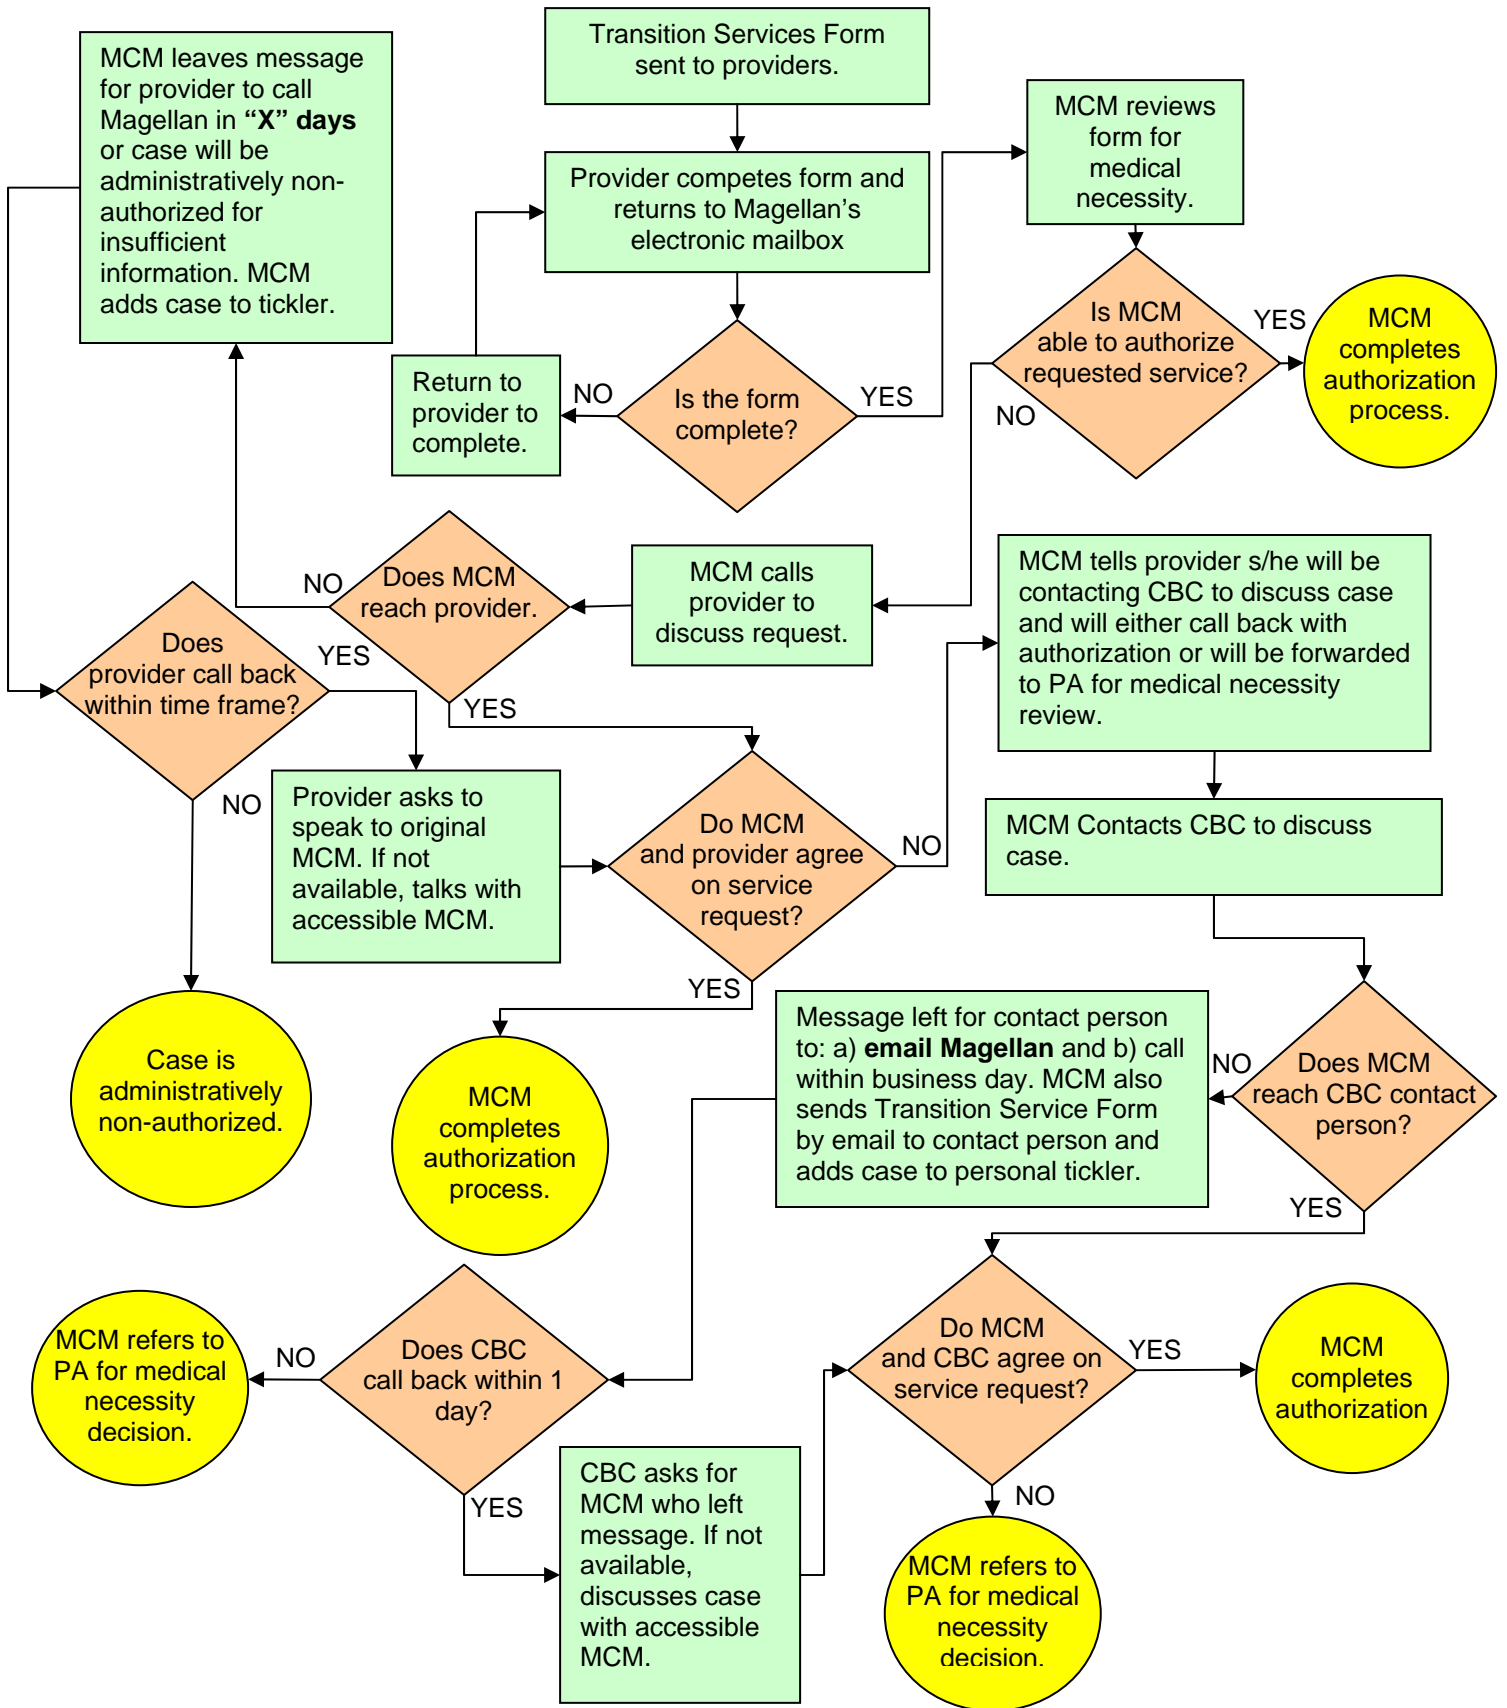 Transition Services Form
sent to providers.
MCM leaves message
for provider to call
Magellan in “X” days
or case will be
administratively non-
authorized for
insufficient
information. MCM
adds case to tickler.
Provider competes form and
returns to Magellan’s
electronic mailbox
MCM reviews
form for
medical
necessity.
Is MCM
able to authorize
requested service?
YES
NO
MCM
completes
authorization
process.
Return to
provider to
complete.
NO
Is the form
complete?
YES
Does MCM
reach provider.
NO
YES
MCM calls
provider to
discuss request.
MCM tells provider s/he will be
contacting CBC to discuss case
and will either call back with
authorization or will be forwarded
to PA for medical necessity
review.
Does
provider call back
within time frame?
YES
NO
Provider asks to
speak to original
MCM. If not
available, talks with
accessible MCM.
Do MCM
and provider agree
on service
request?
NO
YES
MCM Contacts CBC to discuss
case.
Case is
administratively
non-authorized.
MCM
completes
authorization
process.
Message left for contact person
to: a) email Magellan and b) call
within business day. MCM also
sends Transition Service Form
by email to contact person and
adds case to personal tickler.
NO
Does MCM
reach CBC contact
person?
YES
MCM refers to
PA for medical
necessity
decision.
NO
Does CBC
call back within 1
day?
YES
Do MCM
and CBC agree on
service request?
YES
NO
MCM
completes
authorization
CBC asks for
MCM who left
message. If not
available,
discusses case
with accessible
MCM.
MCM refers to
PA for medical
necessity
decision.